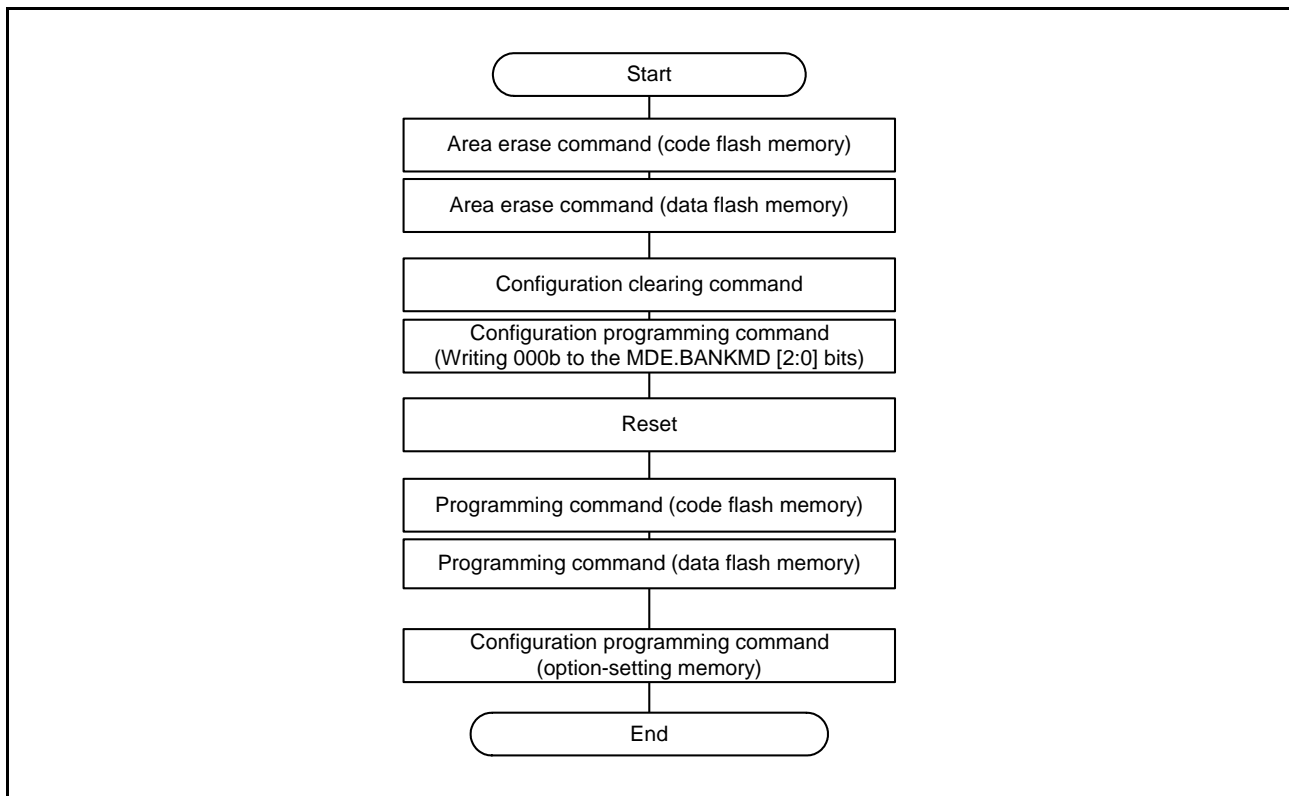 Start
Area erase command (code flash memory)
Area erase command (data flash memory)
Configuration clearing command
Configuration programming command
(Writing 000b to the MDE.BANKMD [2:0] bits)
Reset
Programming command (code flash memory)
Programming command (data flash memory)
Configuration programming command
(option-setting memory)
End